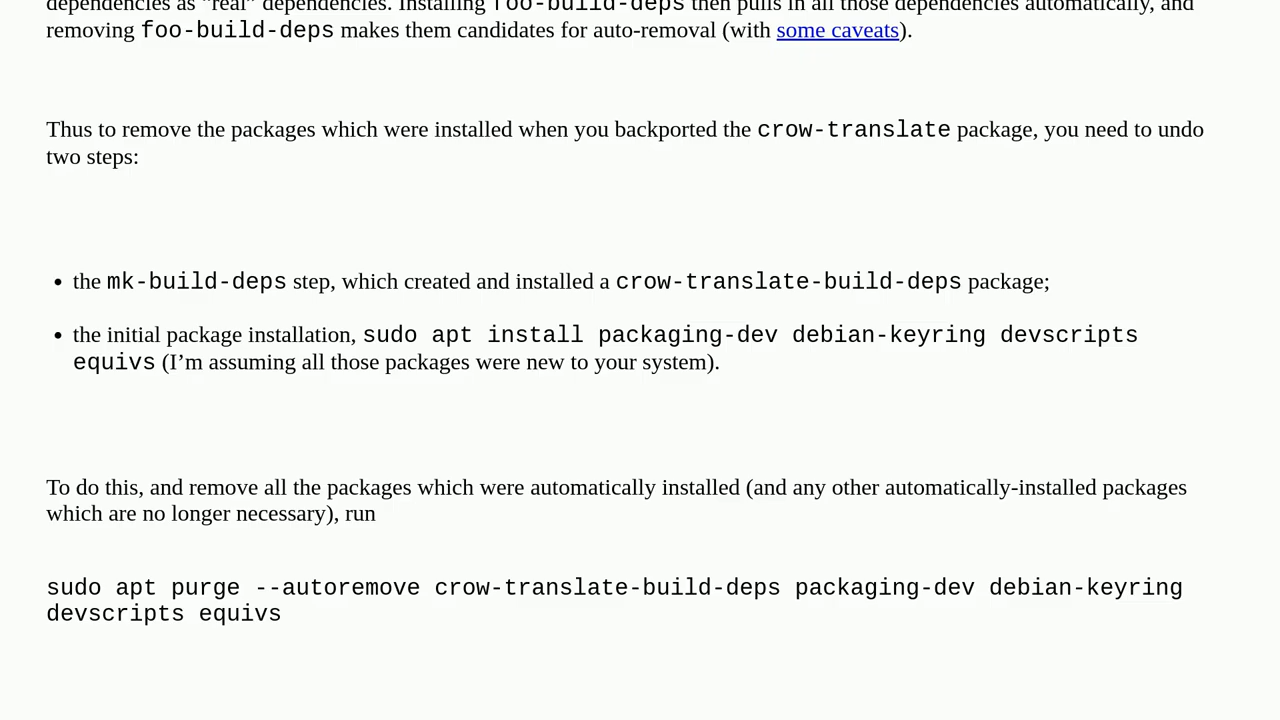 dependencies as “real” dependencies. Installing foo-build-deps then pulls in all those dependencies automatically, and
removing foo-build-deps makes them candidates for auto-removal (with some caveats).
Thus to remove the packages which were installed when you backported the crow-translate package, you need to undo
two steps:
• the mk-build-deps step, which created and installed a crow-translate-build-deps package;
• the initial package installation, sudo apt install packaging-dev debian-keyring devscripts
equivs (I’m assuming all those packages were new to your system).
To do this, and remove all the packages which were automatically installed (and any other automatically-installed packages
which are no longer necessary), run
sudo apt purge --autoremove crow-translate-build-deps packaging-dev debian-keyring
devscripts equivs